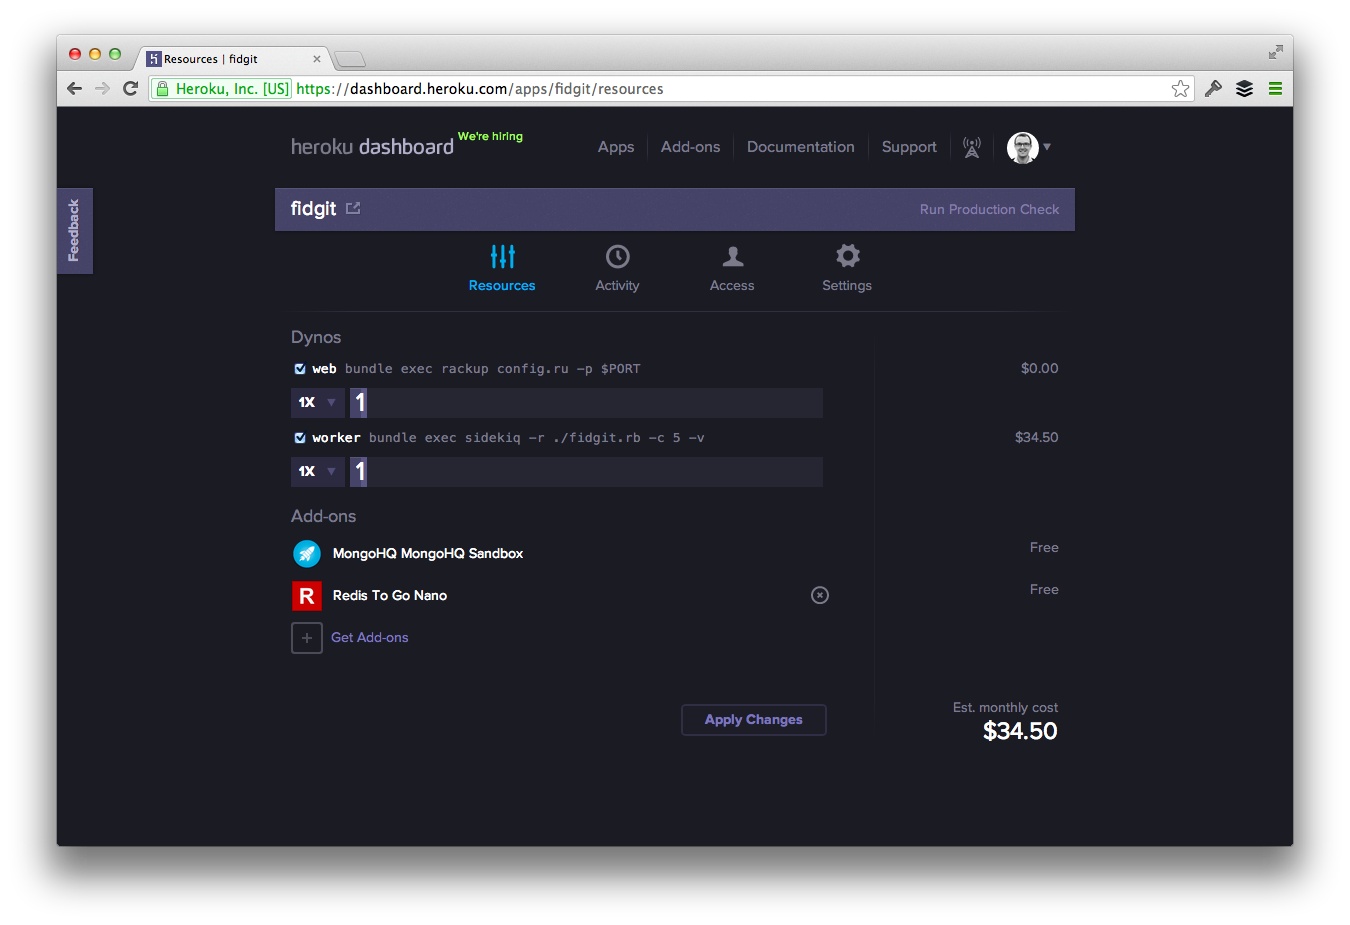 Resources | fidgit
Heroku, Inc. [US] https://dashboard.heroku.com/apps/fidgit/resources
heroku dashboard We're hiring
Apps Add-ons Documentation Support
Feedback
fidgit Run Production Check
Resources Activity Access Settings
Dynos
web bundle exec rackup config.ru -p $PORT $0.00
1X 1
worker bundle exec sidekiq -r ./fidgit.rb -c 5 -v $34.50
1X 1
Add-ons
MongoHQ MongoHQ Sandbox Free
R Redis To Go Nano Free
+ Get Add-ons
Est. monthly cost
Apply Changes $34.50